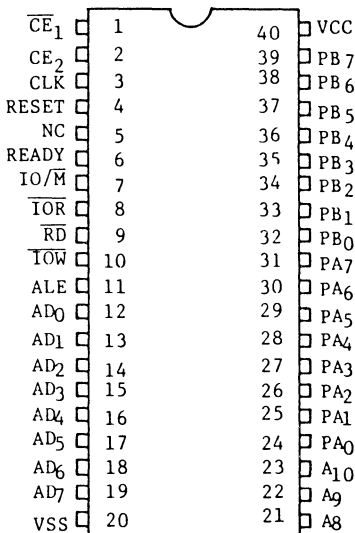 C̅E̅₁ 1 40 VCC
CE₂ 2 39 PB7
CLK 3 38 PB6
RESET 4 37 PB5
NC 5 36 PB4
READY 6 35 PB3
IO/M̅ 7 34 PB2
I̅O̅R̅ 8 33 PB1
R̅D̅ 9 32 PB0
I̅O̅W̅ 10 31 PA7
ALE 11 30 PA6
AD0 12 29 PA5
AD1 13 28 PA4
AD2 14 27 PA3
AD3 15 26 PA2
AD4 16 25 PA1
AD5 17 24 PA0
AD6 18 23 A10
AD7 19 22 A9
VSS 20 21 A8